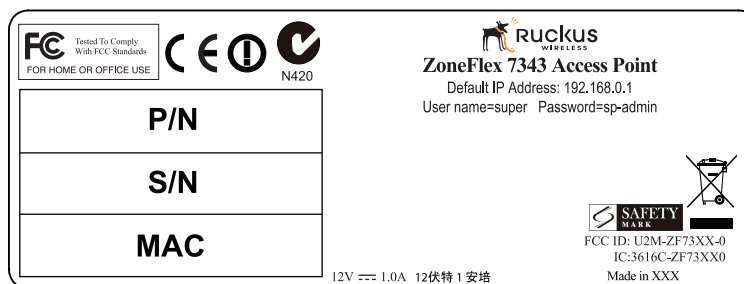 FC Tested To Comply
With FCC Standards
FOR HOME OR OFFICE USE
CE
N420
RUCKUS
WIRELESS
ZoneFlex 7343 Access Point
Default IP Address: 192.168.0.1
User name=super Password=sp-admin
P/N
S/N
MAC
SAFETY
MARK
FCC ID: U2M-ZF73XX-0
IC:3616C-ZF73XX0
Made in XXX
12V 1.0A 12伏特 1 安培